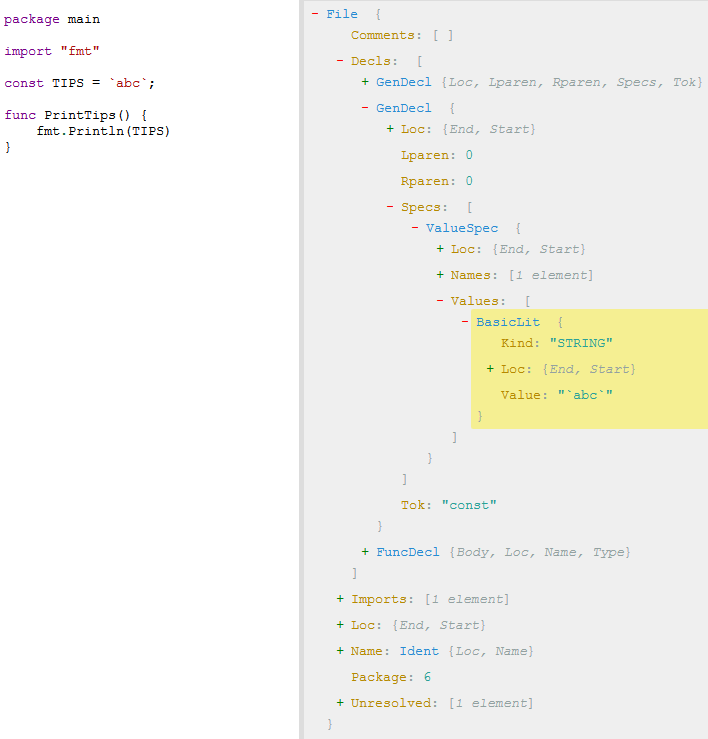 package main
import "fmt"
const TIPS = `abc`;
func PrintTips() {
    fmt.Println(TIPS)
}
- File {
Comments: [ ]
- Decls: [
+ GenDecl {Loc, Lparen, Rparen, Specs, Tok}
- GenDecl {
+ Loc: {End, Start}
Lparen: 0
Rparen: 0
- Specs: [
- ValueSpec {
+ Loc: {End, Start}
+ Names: [1 element]
- Values: [
- BasicLit {
Kind: "STRING"
+ Loc: {End, Start}
Value: "`abc`"
}
]
}
]
Tok: "const"
}
+ FuncDecl {Body, Loc, Name, Type}
]
+ Imports: [1 element]
+ Loc: {End, Start}
+ Name: Ident {Loc, Name}
Package: 6
+ Unresolved: [1 element]
}